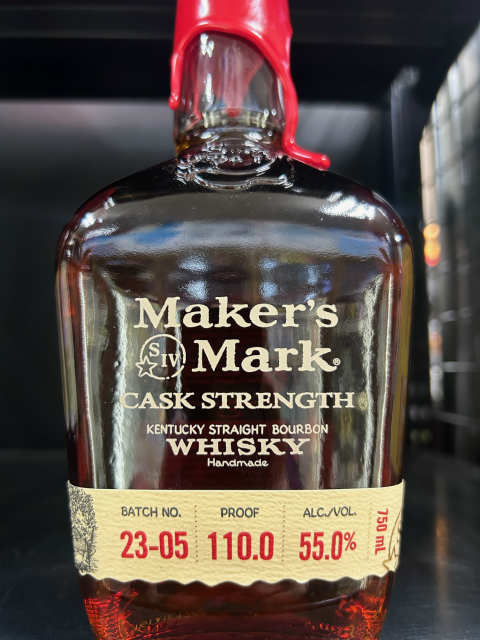 Maker's
SIV Mark®
CASK STRENGTH
KENTUCKY STRAIGHT BOURBON
WHISKY
Handmade
BATCH NO. PROOF ALC./VOL.
23-05 110.0 55.0%
750 mL